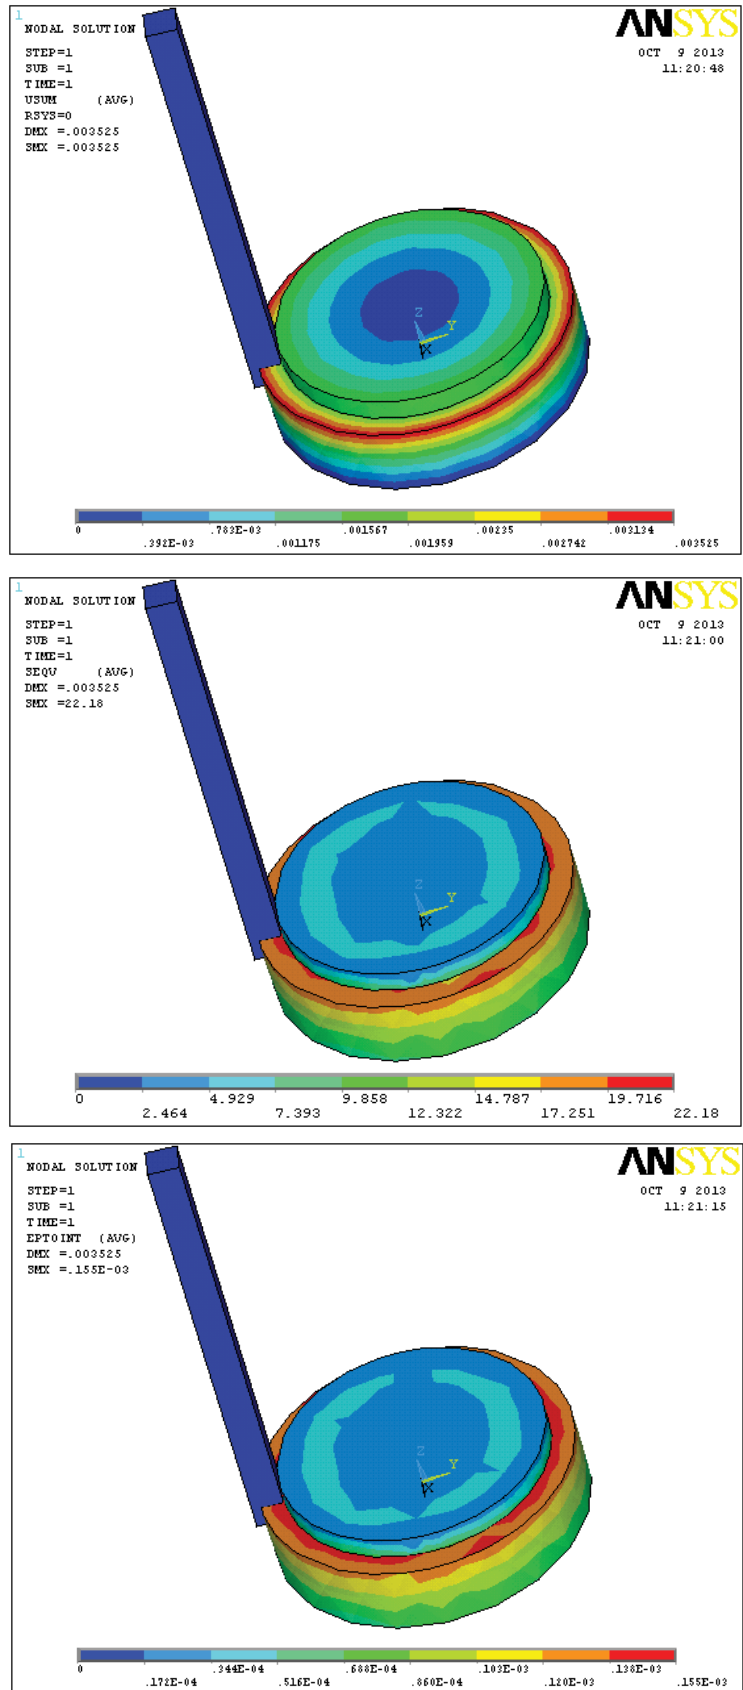 1
NODAL SOLUTION
STEP=1
SUB =1
TIME=1
USUM (AVG)
RSYS=0
DMX =.003525
SMX =.003525
ANSYS
OCT 9 2013
11:20:48
Z
Y
X
0 .783E-03 .001567 .00235 .003134
.392E-03 .001175 .001959 .002742 .003525
1
NODAL SOLUTION
STEP=1
SUB =1
TIME=1
SEQV (AVG)
DMX =.003525
SMX =22.18
ANSYS
OCT 9 2013
11:21:00
Z
Y
X
0 4.929 9.858 14.787 19.716
2.464 7.393 12.322 17.251 22.18
1
NODAL SOLUTION
STEP=1
SUB =1
TIME=1
EPTOINT (AVG)
DMX =.003525
SMX =.155E-03
ANSYS
OCT 9 2013
11:21:15
Z
Y
X
0 .344E-04 .688E-04 .103E-03 .138E-03
.172E-04 .516E-04 .860E-04 .120E-03 .155E-03